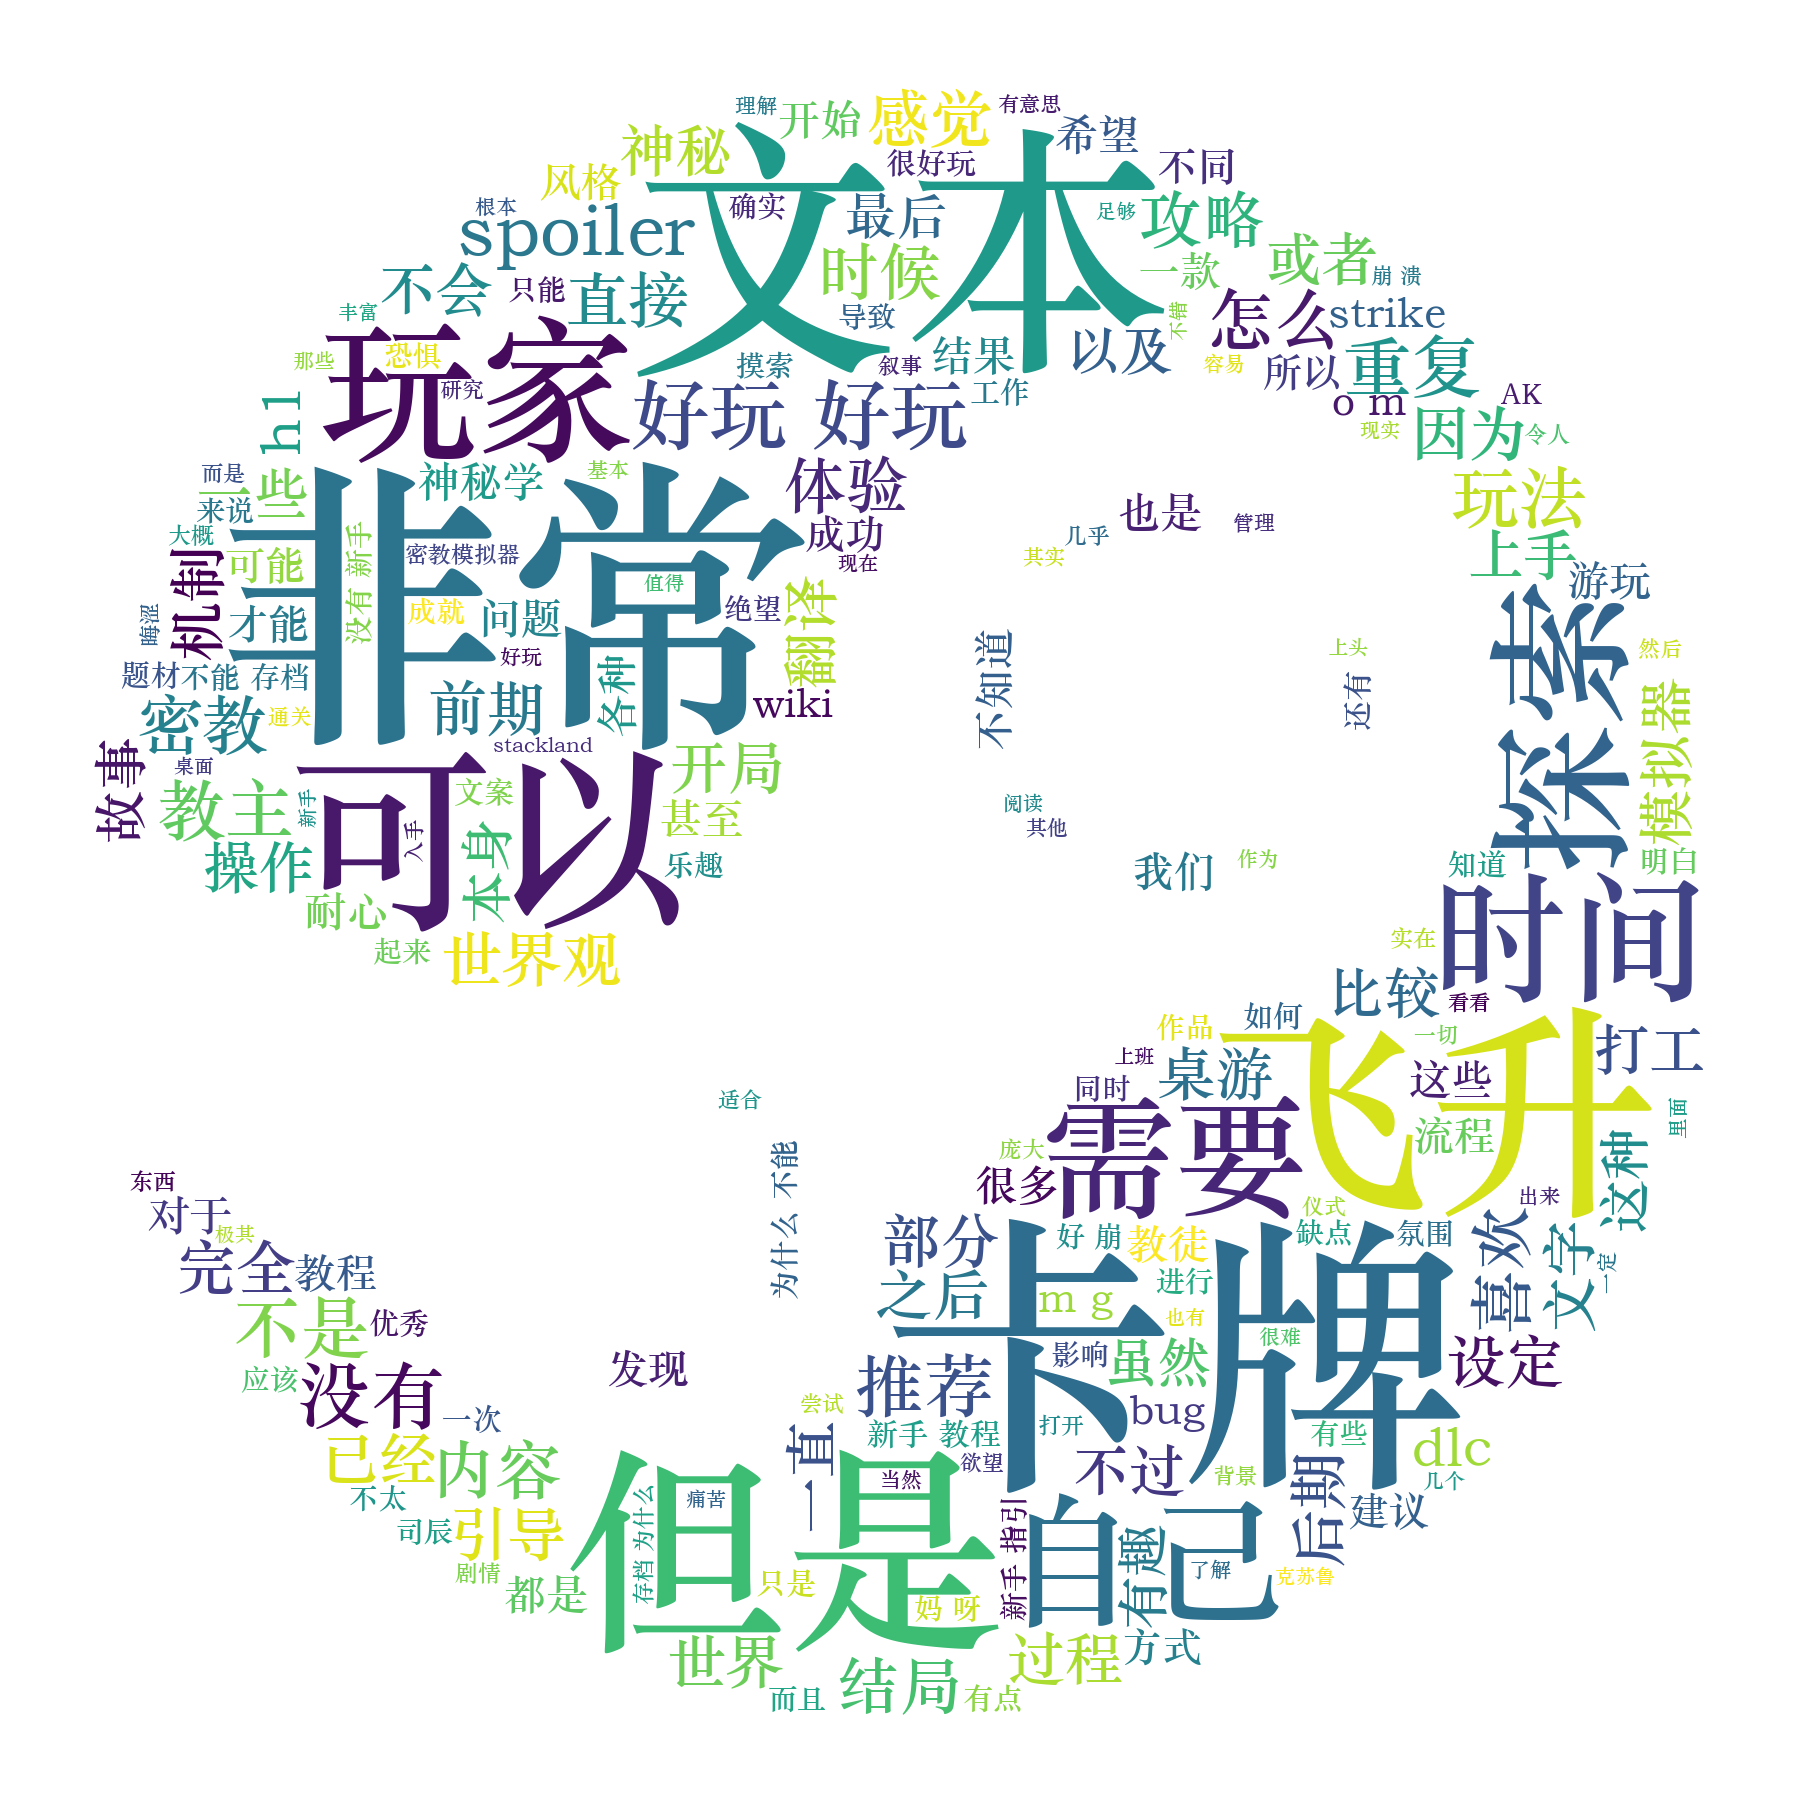 理解
开始
感觉
有意思
希望
神秘
文本
很好玩
不同
风格
确实
根本
spoiler
最后
足够
攻略
时候
或者
一款
崩 溃
不会
只能
直接
丰富
导致
不错
怎么
strike
玩家
恐惧
那些
研究
摸索
叙事
结果
以及
容易
所以
重复
工作
AK
o m
h1
好玩 好玩
现实
因为
令人
而是
一些
神秘学
基本
体验
玩法
来说
非常
成功
也是
管理
大概
机制
可能
新手
没有
密教模拟器
现在
几乎
其实
上手
游玩
值得
晦涩
才能
成就
问题
绝望
翻译
探索
好玩
不知道
上头
然后
题材
不能
存档
各种
还有
模拟器
密教
通关
前期
wiki
stackland
故事
桌面
可以
开局
教主
新手
文案
甚至
阅读
其他
入手
本身
操作
乐趣
我们
作为
知道
明白
耐心
时间
起来
世界观
实在
比较
看看
作品
如何
飞升
一切
打工
上班
桌游
这些
同时
适合
需要
里面
流程
庞大
这种
为什么 不能
东西
很多
出来
对于
极其
仪式
部分
好 崩
教徒
缺点
氛围
喜欢
文字
完全
教程
之后
卡牌
进行
一定
m g
不是
优秀
也有
很难
影响
虽然
设定
应该
没有
发现
推荐
尝试
bug
一次
打开
有些
dlc
已经
内容
一直
新手 教程
欲望
不过
背景
后期
几个
不太
但是
痛苦
当然
建议
司辰
引导
存档 为什么
新手 指引
自己
有趣
了解
克苏鲁
剧情
都是
只是
妈 呀
世界
过程
方式
而且
结局
有点